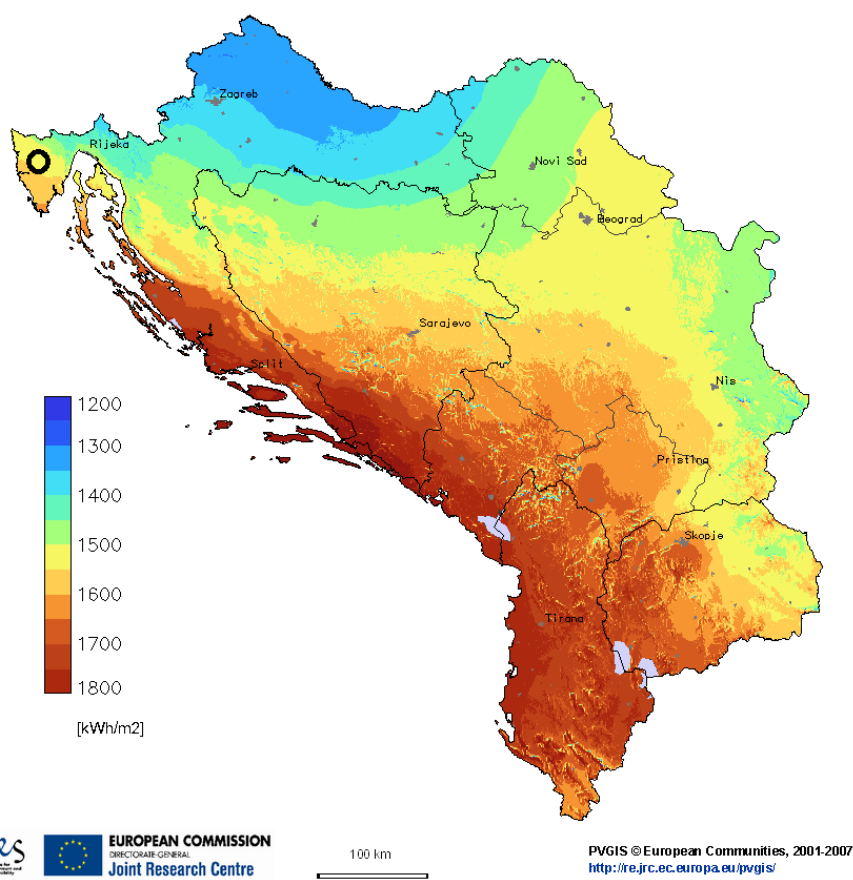 Zagreb
Rijeka
Novi Sad
Beograd
Sarajevo
Split
Nis
Pristina
Skopje
Tirana
1200
1300
1400
1500
1600
1700
1800
[kWh/m2]
EUROPEAN COMMISSION
DIRECTORATE-GENERAL
Joint Research Centre
100 km
PVGIS © European Communities, 2001-2007
http://re.jrc.ec.europa.eu/pvgis/